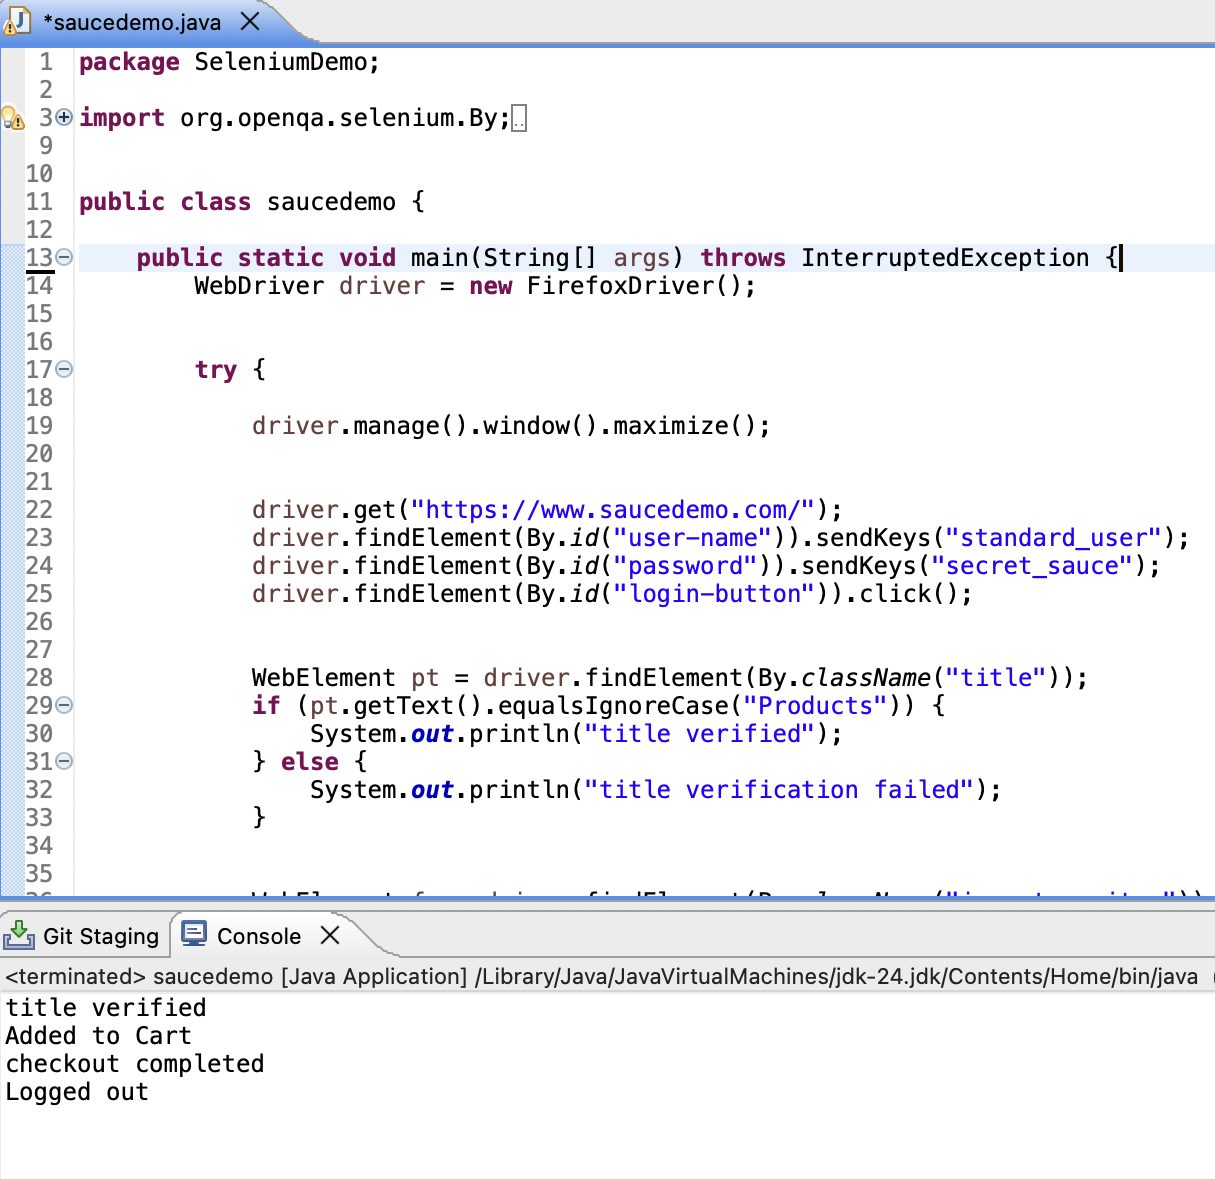 *saucedemo.java
1 package SeleniumDemo;
2
3 import org.openqa.selenium.By;
9
10
11 public class saucedemo {
12
13 public static void main(String[] args) throws InterruptedException {
14 WebDriver driver = new FirefoxDriver();
15
16
17 try {
18
19 driver.manage().window().maximize();
20
21
22 driver.get("https://www.saucedemo.com/");
23 driver.findElement(By.id("user-name")).sendKeys("standard_user");
24 driver.findElement(By.id("password")).sendKeys("secret_sauce");
25 driver.findElement(By.id("login-button")).click();
26
27
28 WebElement pt = driver.findElement(By.className("title"));
29 if (pt.getText().equalsIgnoreCase("Products")) {
30 System.out.println("title verified");
31 } else {
32 System.out.println("title verification failed");
33 }
34
35
Git Staging Console
<terminated> saucedemo [Java Application] /Library/Java/JavaVirtualMachines/jdk-24.jdk/Contents/Home/bin/java
title verified
Added to Cart
checkout completed
Logged out